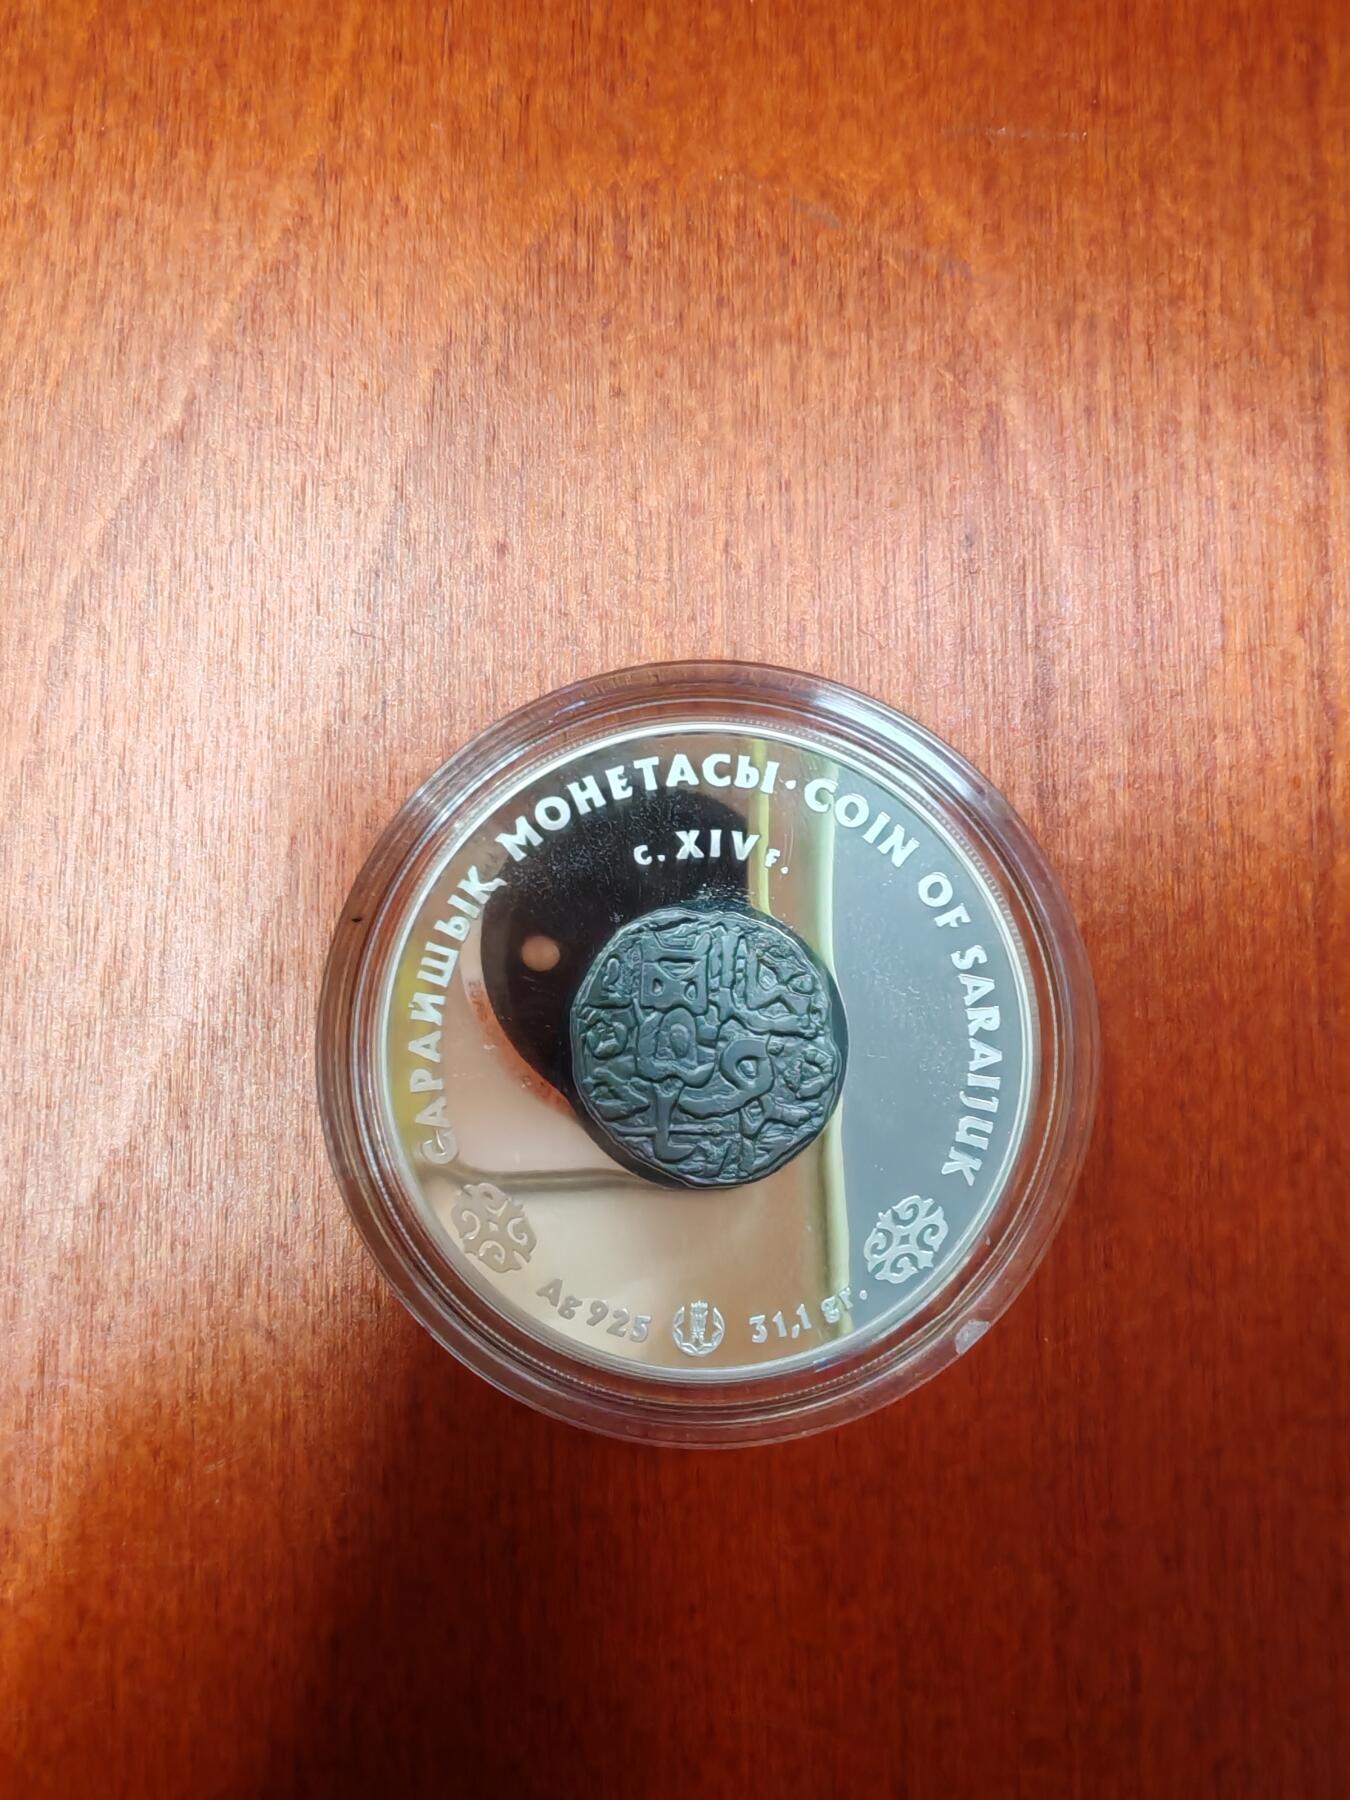 САРАЙШЫҚ МОНЕТАСЫ · COIN OF SARAIJUK
с. XIV ғ.
Ag 925 31,1 gr.